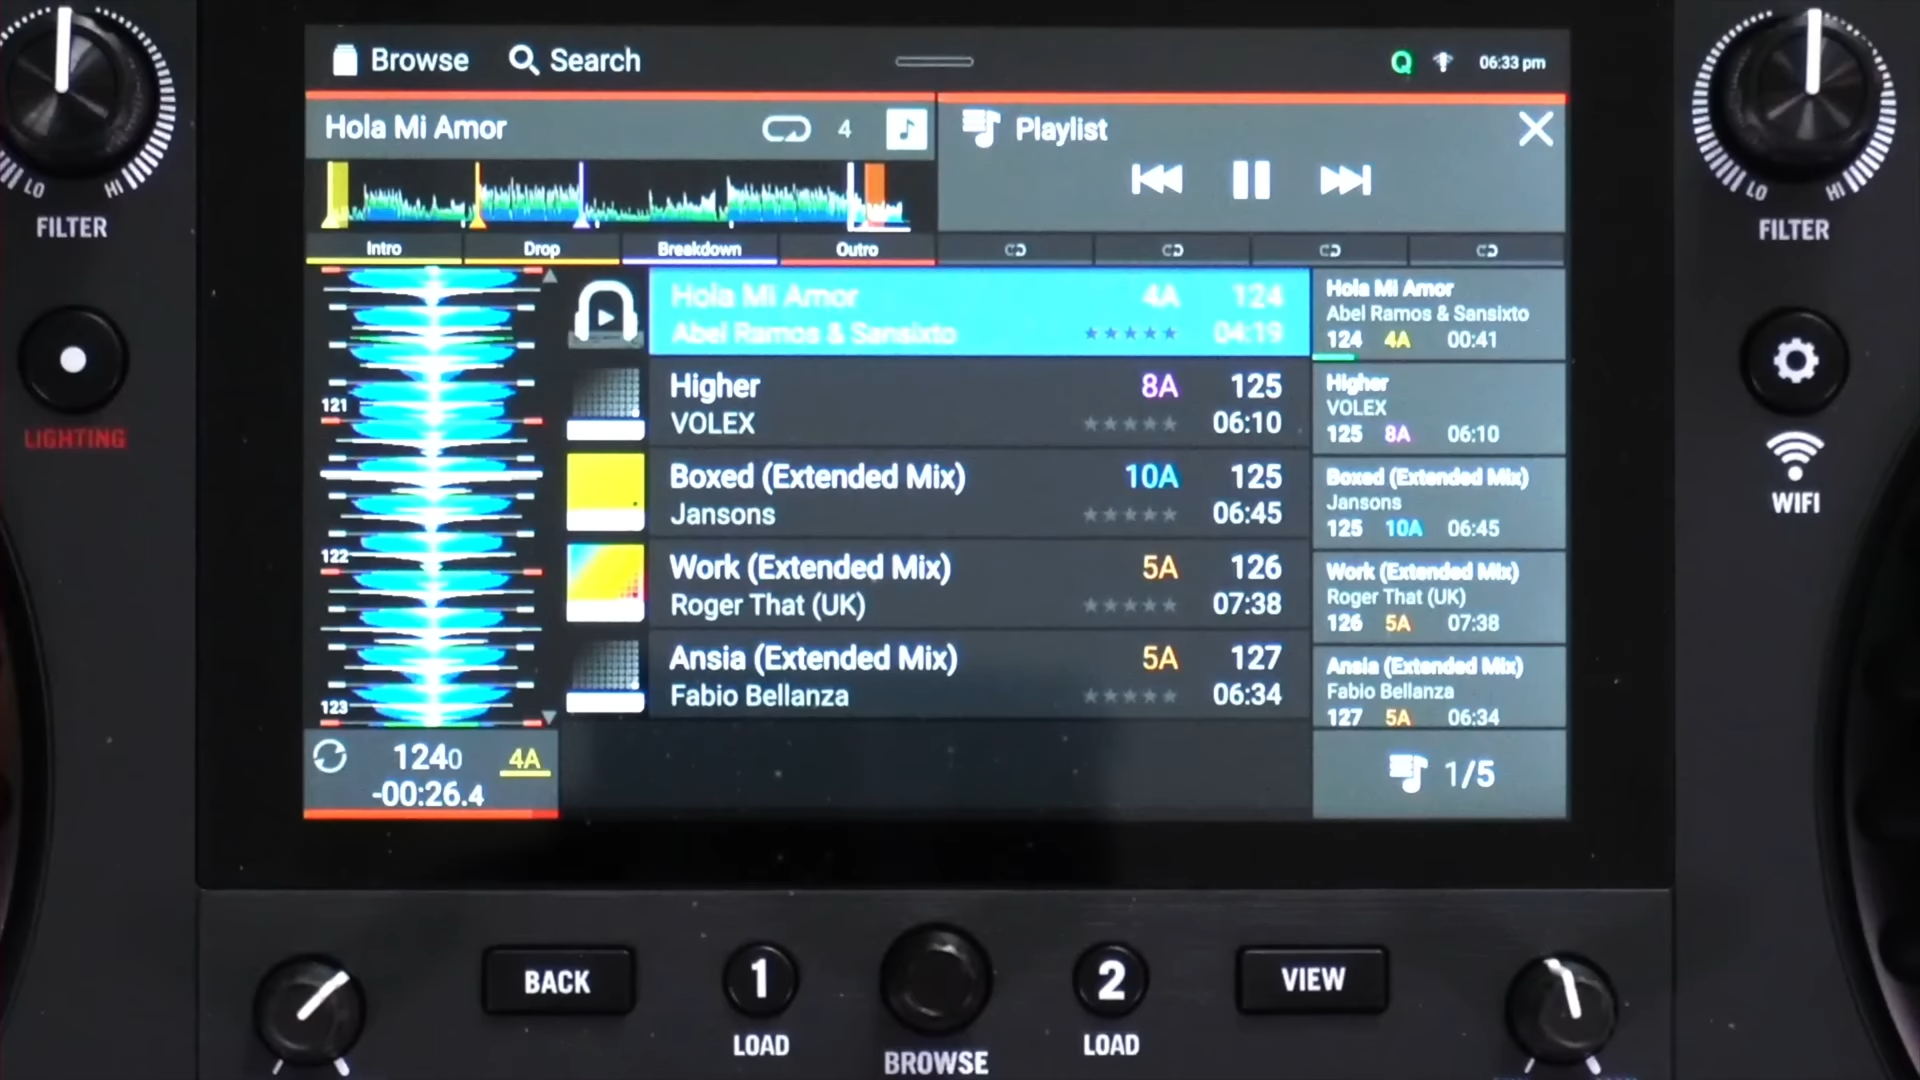 Browse Search Q 06:33 pm
Hola Mi Amor 4 Playlist
Intro Drop Breakdown Outro
121
122
123
1240 4A
-00:26.4
Hola Mi Amor 4A 124
Abel Ramos & Sansixto 04:19
Higher 8A 125
VOLEX 06:10
Boxed (Extended Mix) 10A 125
Jansons 06:45
Work (Extended Mix) 5A 126
Roger That (UK) 07:38
Ansia (Extended Mix) 5A 127
Fabio Bellanza 06:34
Hola Mi Amor
Abel Ramos & Sansixto
124 4A 00:41
Higher
VOLEX
125 8A 06:10
Boxed (Extended Mix)
Jansons
125 10A 06:45
Work (Extended Mix)
Roger That (UK)
126 5A 07:38
Ansia (Extended Mix)
Fabio Bellanza
127 5A 06:34
1/5
LO HI
FILTER
LIGHTING
LO HI
FILTER
WIFI
BACK 1 2 VIEW
LOAD BROWSE LOAD